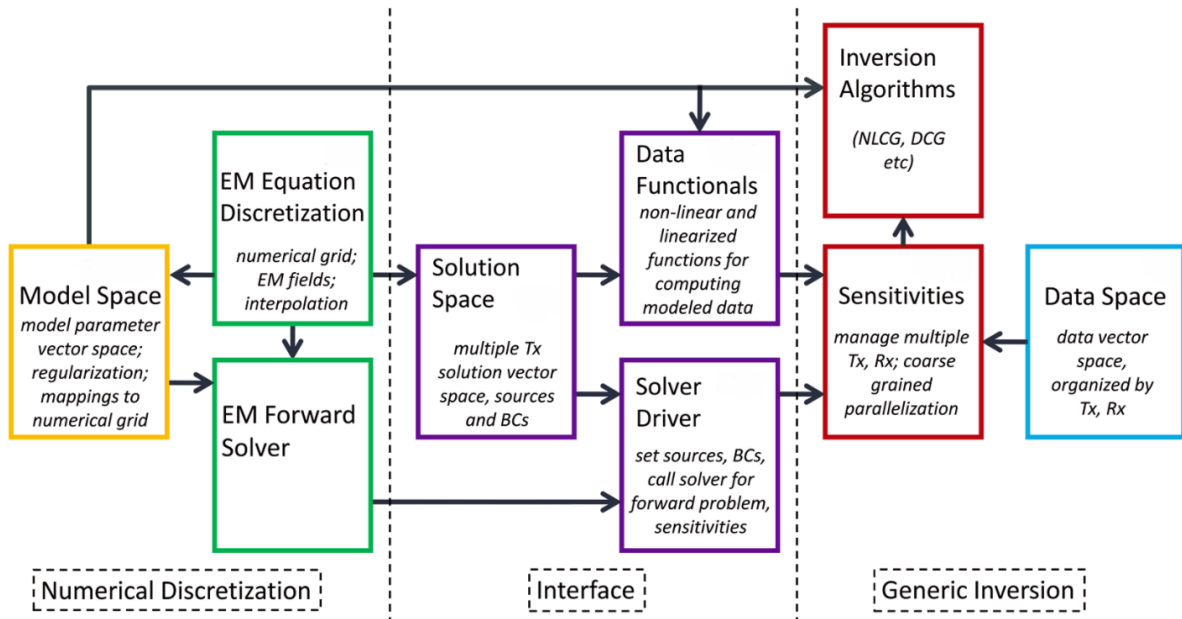 Inversion
Algorithms
(NLCG, DCG
etc)
EM Equation
Discretization
numerical grid;
EM fields;
interpolation
Data
Functionals
non-linear and
linearized
functions for
computing
modeled data
Model Space
model parameter
vector space;
regularization;
mappings to
numerical grid
Solution
Space
multiple Tx
solution vector
space, sources
and BCs
Sensitivities
manage multiple
Tx, Rx; coarse
grained
parallelization
Data Space
data vector
space,
organized by
Tx, Rx
EM Forward
Solver
Solver
Driver
set sources, BCs,
call solver for
forward problem,
sensitivities
Numerical Discretization
Interface
Generic Inversion